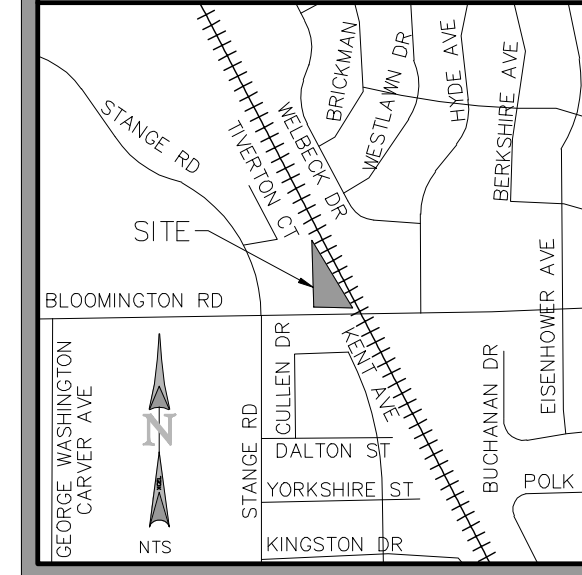 BRICKMAN
WESTLAWN DR
HYDE AVE
BERKSHIRE AVE
STANGE RD
WELBECK DR
TIVERTON CT
SITE
BLOOMINGTON RD
EISENHOWER AVE
GEORGE WASHINGTON
CARVER AVE
N
NTS
STANGE RD
CULLEN DR
KENT AVE
BUCHANAN DR
DALTON ST
YORKSHIRE ST
POLK
KINGSTON DR